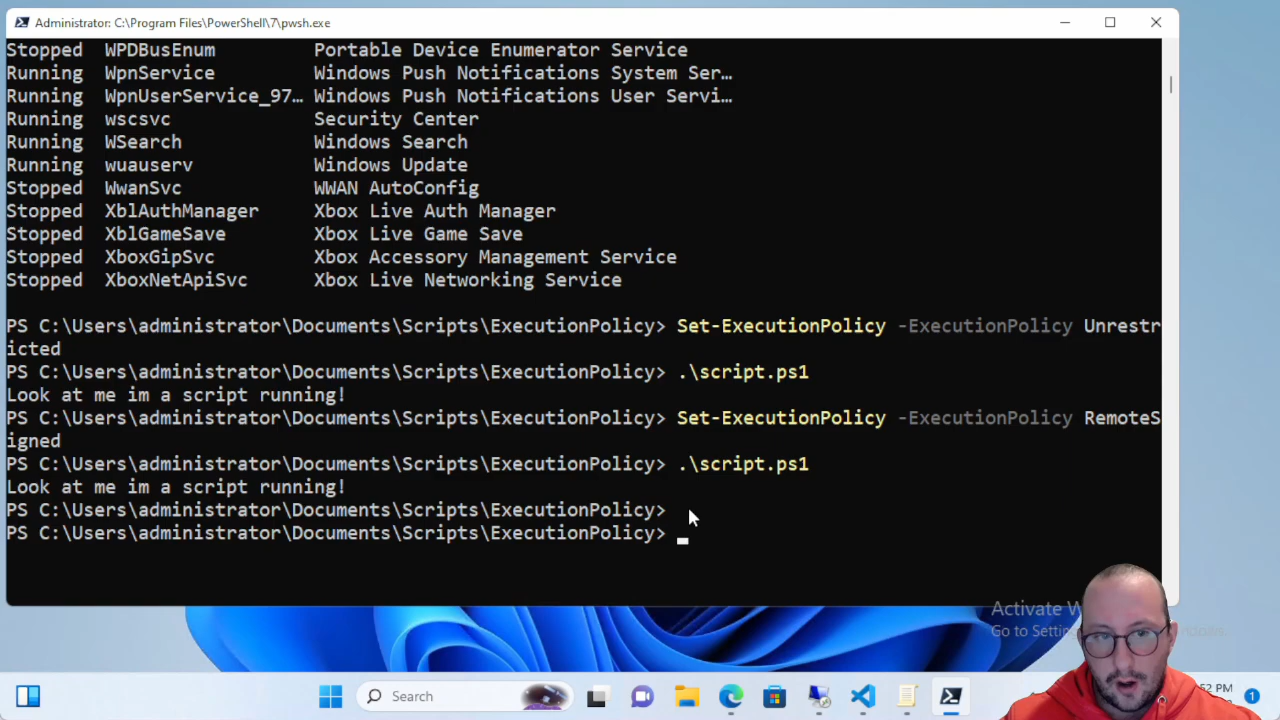 Administrator: C:\Program Files\PowerShell\7\pwsh.exe
Stopped WPDBusEnum Portable Device Enumerator Service
Running WpnService Windows Push Notifications System Ser…
Running WpnUserService_97… Windows Push Notifications User Servi…
Running wscsvc Security Center
Running WSearch Windows Search
Running wuauserv Windows Update
Stopped WwanSvc WWAN AutoConfig
Stopped XblAuthManager Xbox Live Auth Manager
Stopped XblGameSave Xbox Live Game Save
Stopped XboxGipSvc Xbox Accessory Management Service
Stopped XboxNetApiSvc Xbox Live Networking Service
PS C:\Users\administrator\Documents\Scripts\ExecutionPolicy> Set-ExecutionPolicy -ExecutionPolicy Unrestr
icted
PS C:\Users\administrator\Documents\Scripts\ExecutionPolicy> .\script.ps1
Look at me im a script running!
PS C:\Users\administrator\Documents\Scripts\ExecutionPolicy> Set-ExecutionPolicy -ExecutionPolicy RemoteS
igned
PS C:\Users\administrator\Documents\Scripts\ExecutionPolicy> .\script.ps1
Look at me im a script running!
PS C:\Users\administrator\Documents\Scripts\ExecutionPolicy>
PS C:\Users\administrator\Documents\Scripts\ExecutionPolicy>
Activate
Go to
Search
52 PM